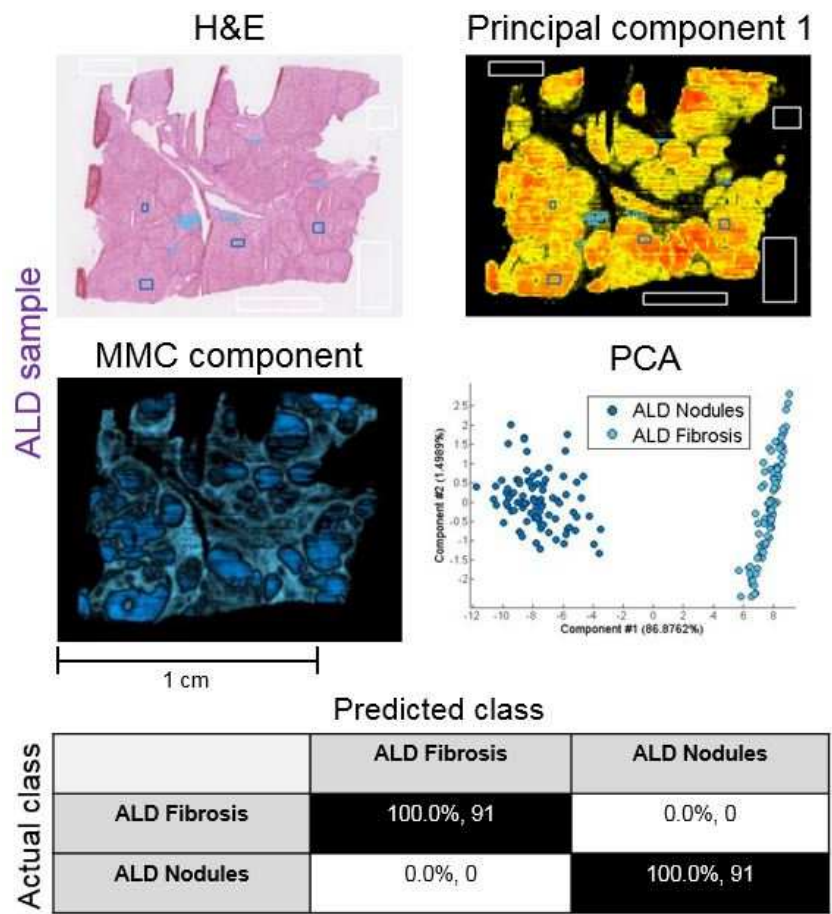 H&E
Principal component 1
ALD sample
MMC component
PCA
ALD Nodules
ALD Fibrosis
Component #2 (1.4989%)
2.5
2
1.5
1
0.5
0
-0.5
-1
-1.5
-2
-12 -10 -8 -6 -4 -2 0 2 4 6 8
Component #1 (86.8762%)
1 cm
Predicted class
Actual class
ALD Fibrosis ALD Nodules
ALD Fibrosis 100.0%, 91 0.0%, 0
ALD Nodules 0.0%, 0 100.0%, 91